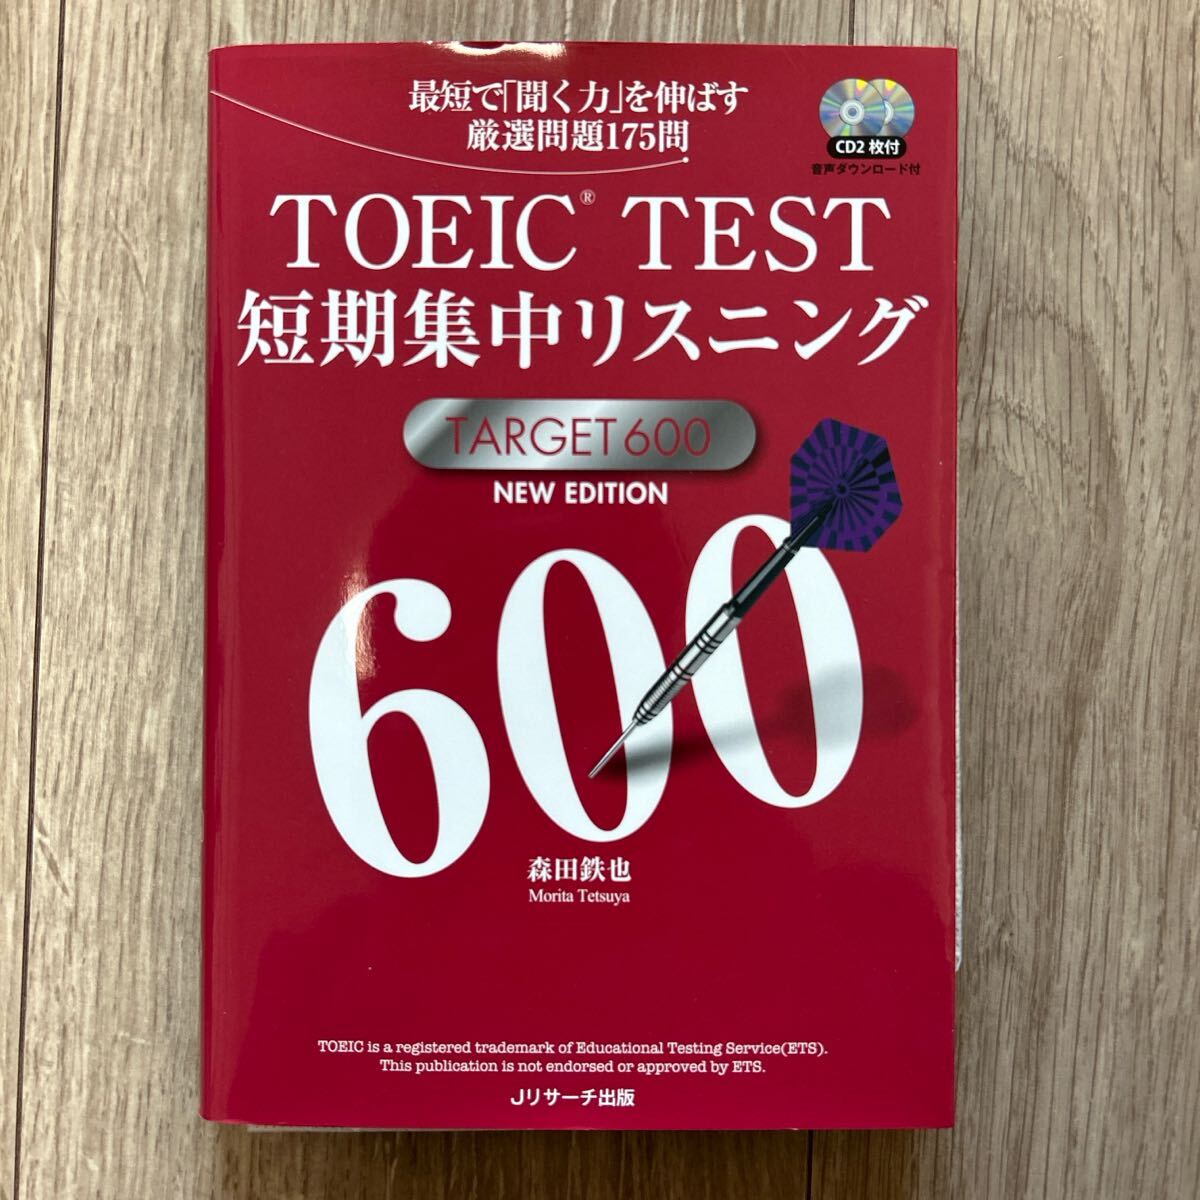 最短で「聞く力」を伸ばす
厳選問題175問
CD2枚付
音声ダウンロード付
TOEIC® TEST
短期集中リスニング
TARGET 600
NEW EDITION
600
森田鉄也
Morita Tetsuya
TOEIC is a registered trademark of Educational Testing Service(ETS).
This publication is not endorsed or approved by ETS.
Jリサーチ出版